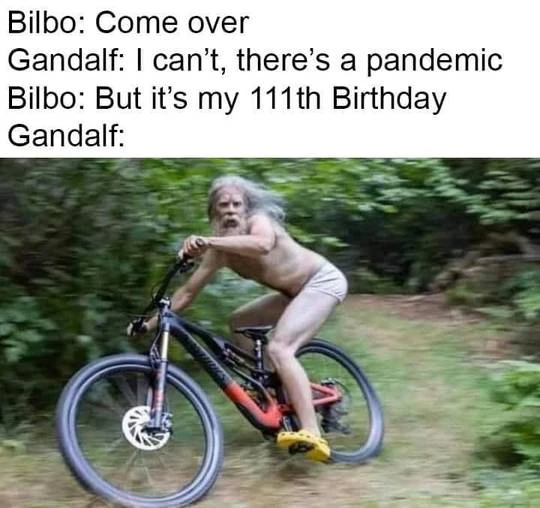 Bilbo: Come over
Gandalf: I can’t, there’s a pandemic
Bilbo: But it’s my 111th Birthday
Gandalf: